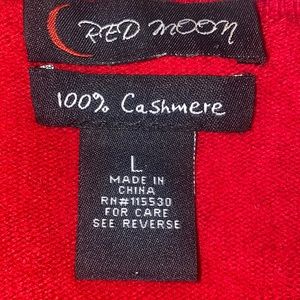 RED MOON
100% Cashmere
L
MADE IN
CHINA
RN#115530
FOR CARE
SEE REVERSE